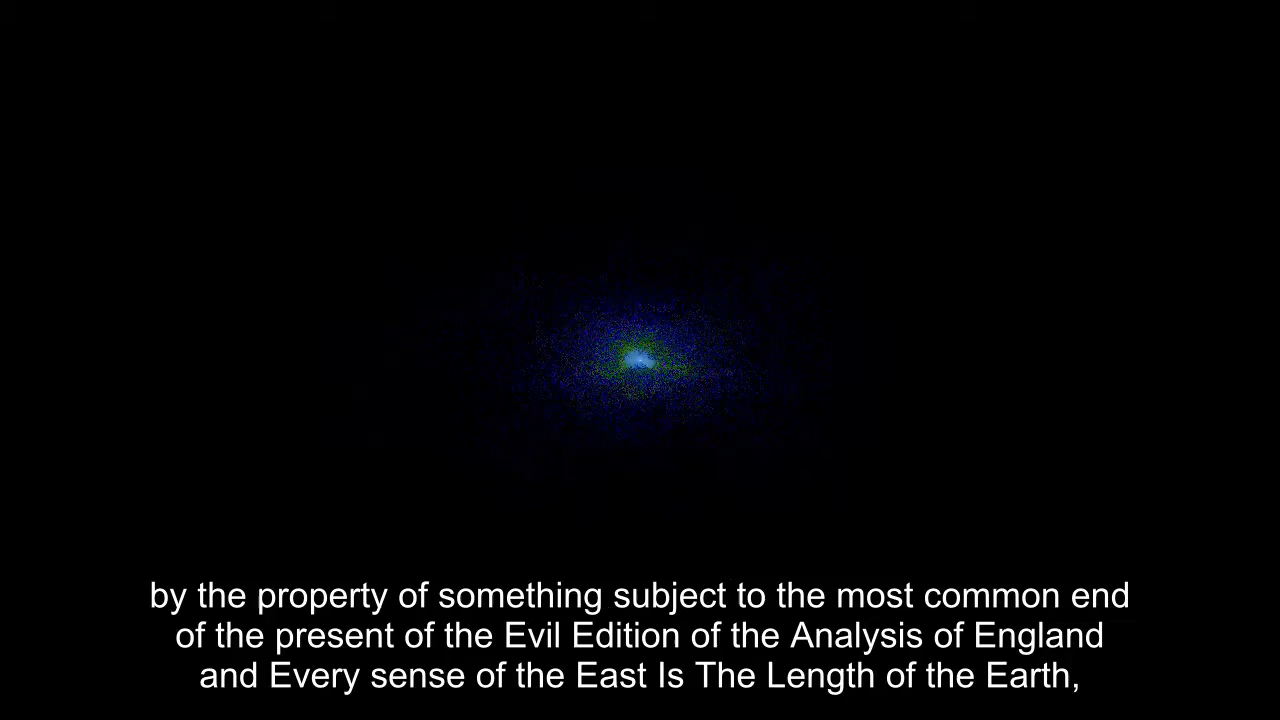 by the property of something subject to the most common end
of the present of the Evil Edition of the Analysis of England
and Every sense of the East Is The Length of the Earth,